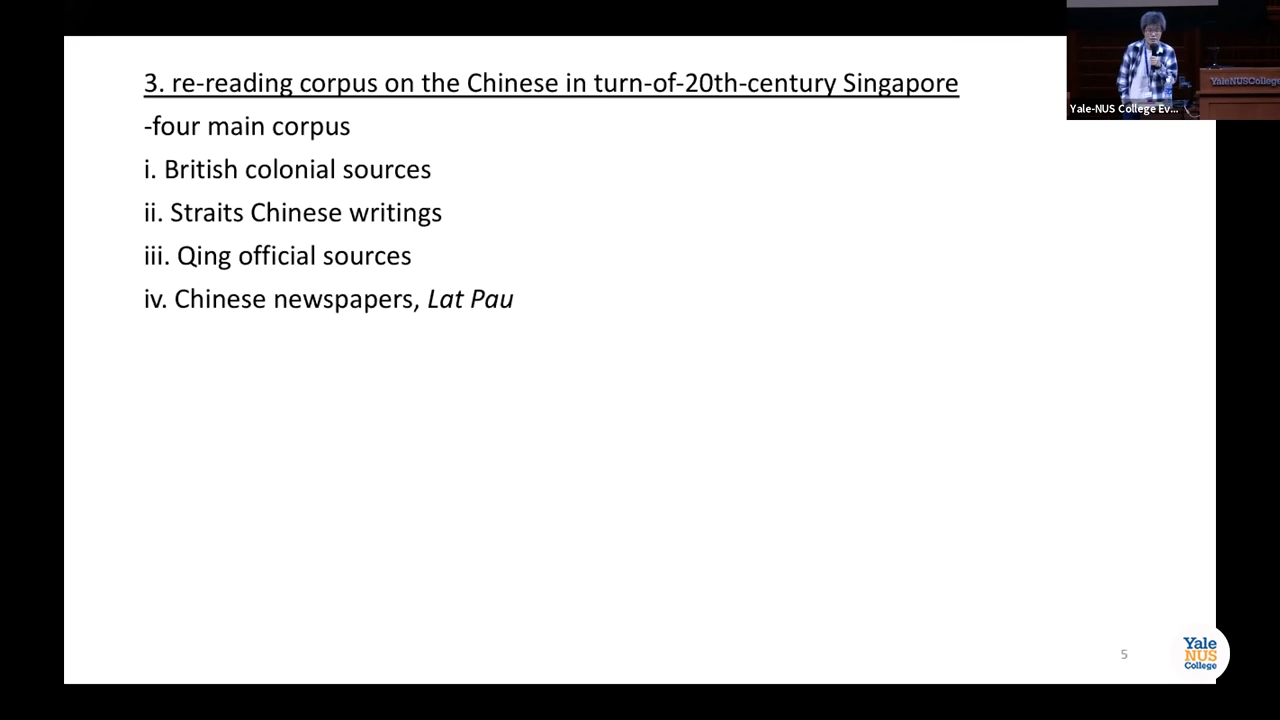 3. re-reading corpus on the Chinese in turn-of-20th-century Singapore
-four main corpus
i. British colonial sources
ii. Straits Chinese writings
iii. Qing official sources
iv. Chinese newspapers, Lat Pau
YaleNUSCollege
Yale-NUS College Ev...
5
Yale
NUS
College